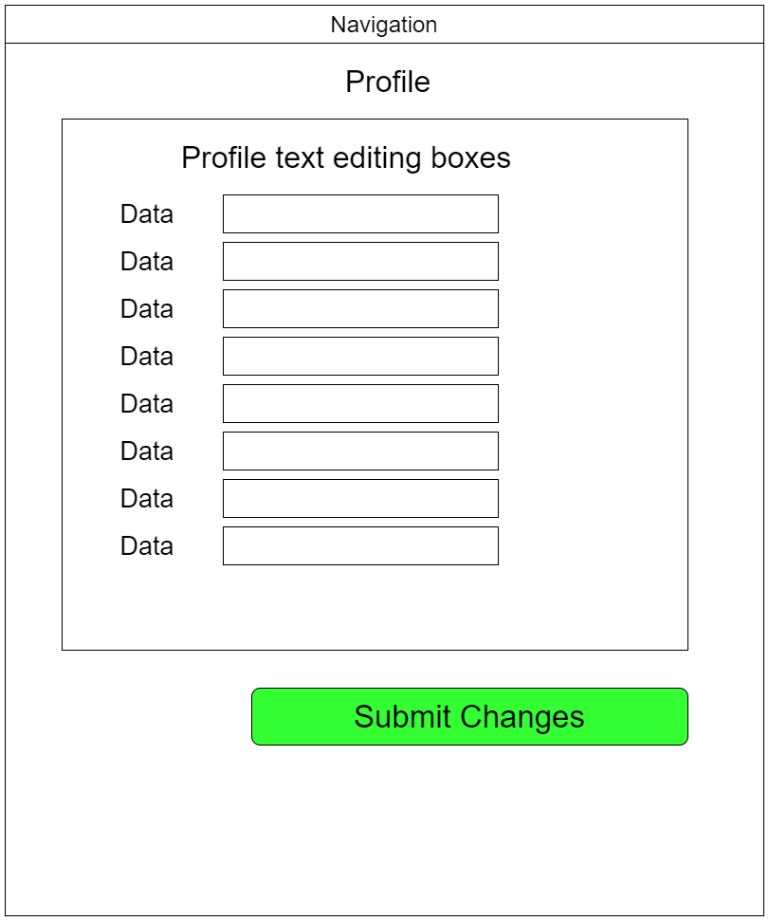 Navigation
Profile
Profile text editing boxes
Data
Data
Data
Data
Data
Data
Data
Data
Submit Changes